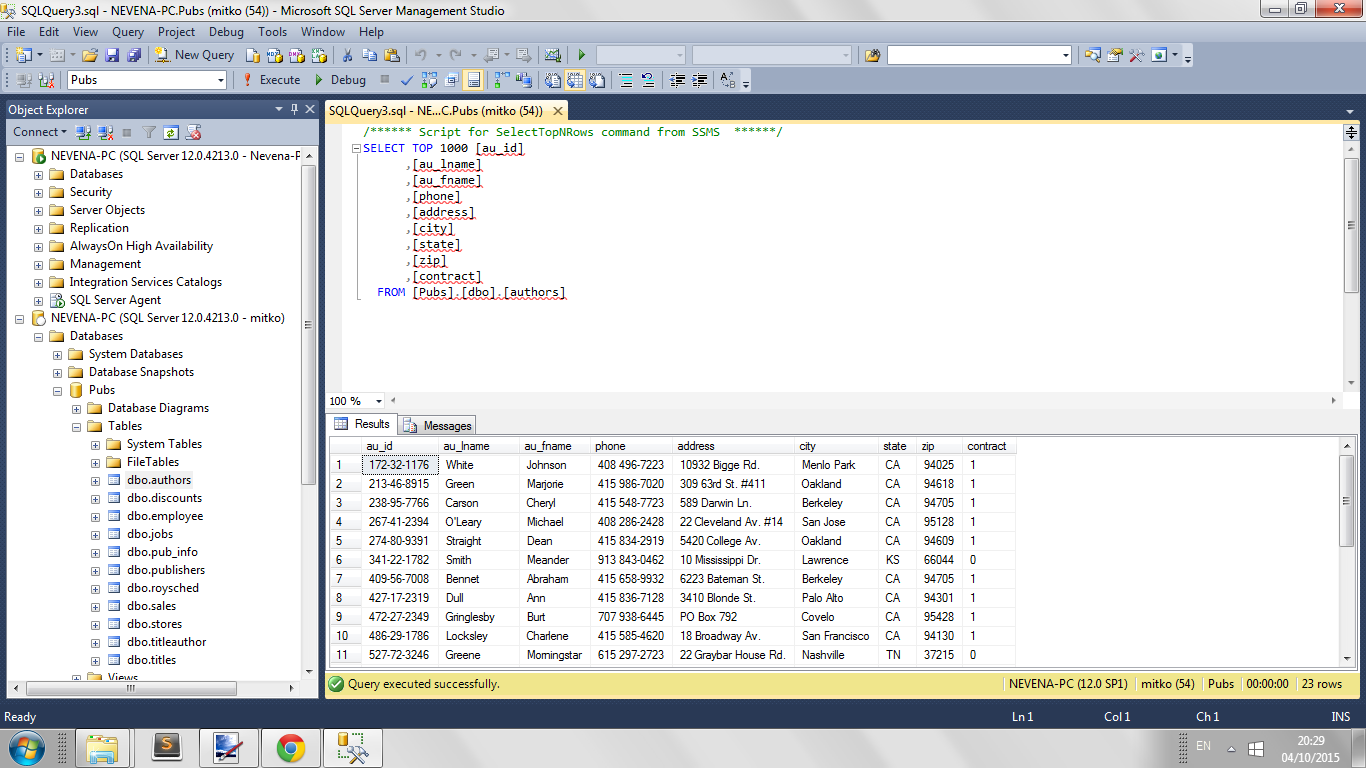 SQLQuery3.sql - NEVENA-PC.Pubs (mitko (54)) - Microsoft SQL Server Management Studio
File Edit View Query Project Debug Tools Window Help
New Query
Pubs Execute Debug
Object Explorer
Connect
NEVENA-PC (SQL Server 12.0.4213.0 - Nevena-P
Databases
Security
Server Objects
Replication
AlwaysOn High Availability
Management
Integration Services Catalogs
SQL Server Agent
NEVENA-PC (SQL Server 12.0.4213.0 - mitko)
Databases
System Databases
Database Snapshots
Pubs
Database Diagrams
Tables
System Tables
FileTables
dbo.authors
dbo.discounts
dbo.employee
dbo.jobs
dbo.pub_info
dbo.publishers
dbo.roysched
dbo.sales
dbo.stores
dbo.titleauthor
dbo.titles
Views
SQLQuery3.sql - NE...C.Pubs (mitko (54))
/****** Script for SelectTopNRows command from SSMS ******/
SELECT TOP 1000 [au_id]
,[au_lname]
,[au_fname]
,[phone]
,[address]
,[city]
,[state]
,[zip]
,[contract]
FROM [Pubs].[dbo].[authors]
100 %
Results Messages
au_id au_lname au_fname phone address city state zip contract
1 172-32-1176 White Johnson 408 496-7223 10932 Bigge Rd. Menlo Park CA 94025 1
2 213-46-8915 Green Marjorie 415 986-7020 309 63rd St. #411 Oakland CA 94618 1
3 238-95-7766 Carson Cheryl 415 548-7723 589 Darwin Ln. Berkeley CA 94705 1
4 267-41-2394 O'Leary Michael 408 286-2428 22 Cleveland Av. #14 San Jose CA 95128 1
5 274-80-9391 Straight Dean 415 834-2919 5420 College Av. Oakland CA 94609 1
6 341-22-1782 Smith Meander 913 843-0462 10 Mississippi Dr. Lawrence KS 66044 0
7 409-56-7008 Bennet Abraham 415 658-9932 6223 Bateman St. Berkeley CA 94705 1
8 427-17-2319 Dull Ann 415 836-7128 3410 Blonde St. Palo Alto CA 94301 1
9 472-27-2349 Gringlesby Burt 707 938-6445 PO Box 792 Covelo CA 95428 1
10 486-29-1786 Locksley Charlene 415 585-4620 18 Broadway Av. San Francisco CA 94130 1
11 527-72-3246 Greene Morningstar 615 297-2723 22 Graybar House Rd. Nashville TN 37215 0
Query executed successfully. NEVENA-PC (12.0 SP1) mitko (54) Pubs 00:00:00 23 rows
Ready Ln 1 Col 1 Ch 1 INS
EN 20:29
04/10/2015